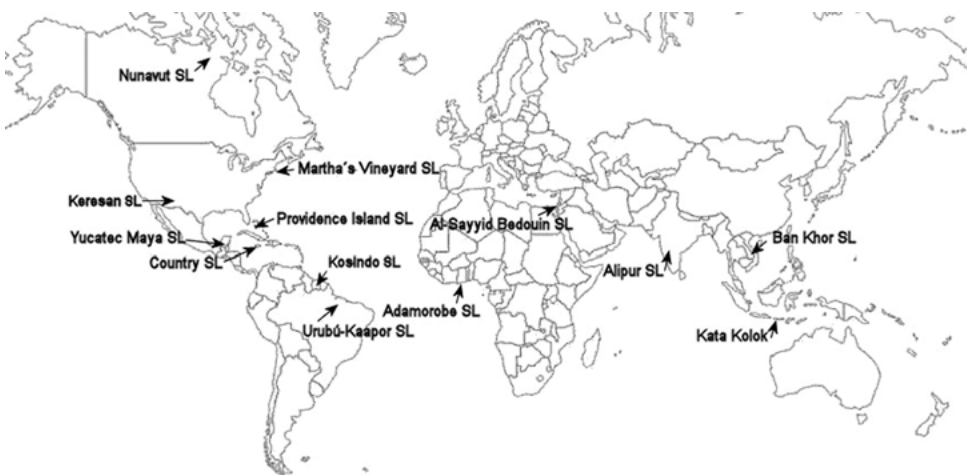 Nunavut SL
Martha´s Vineyard SL
Keresan SL
Providence Island SL
Al-Sayyid Bedouin SL
Yucatec Maya SL
Ban Khor SL
Country SL
Kosindo SL
Alipur SL
Adamorobe SL
Urubú-Kaapor SL
Kata Kolok